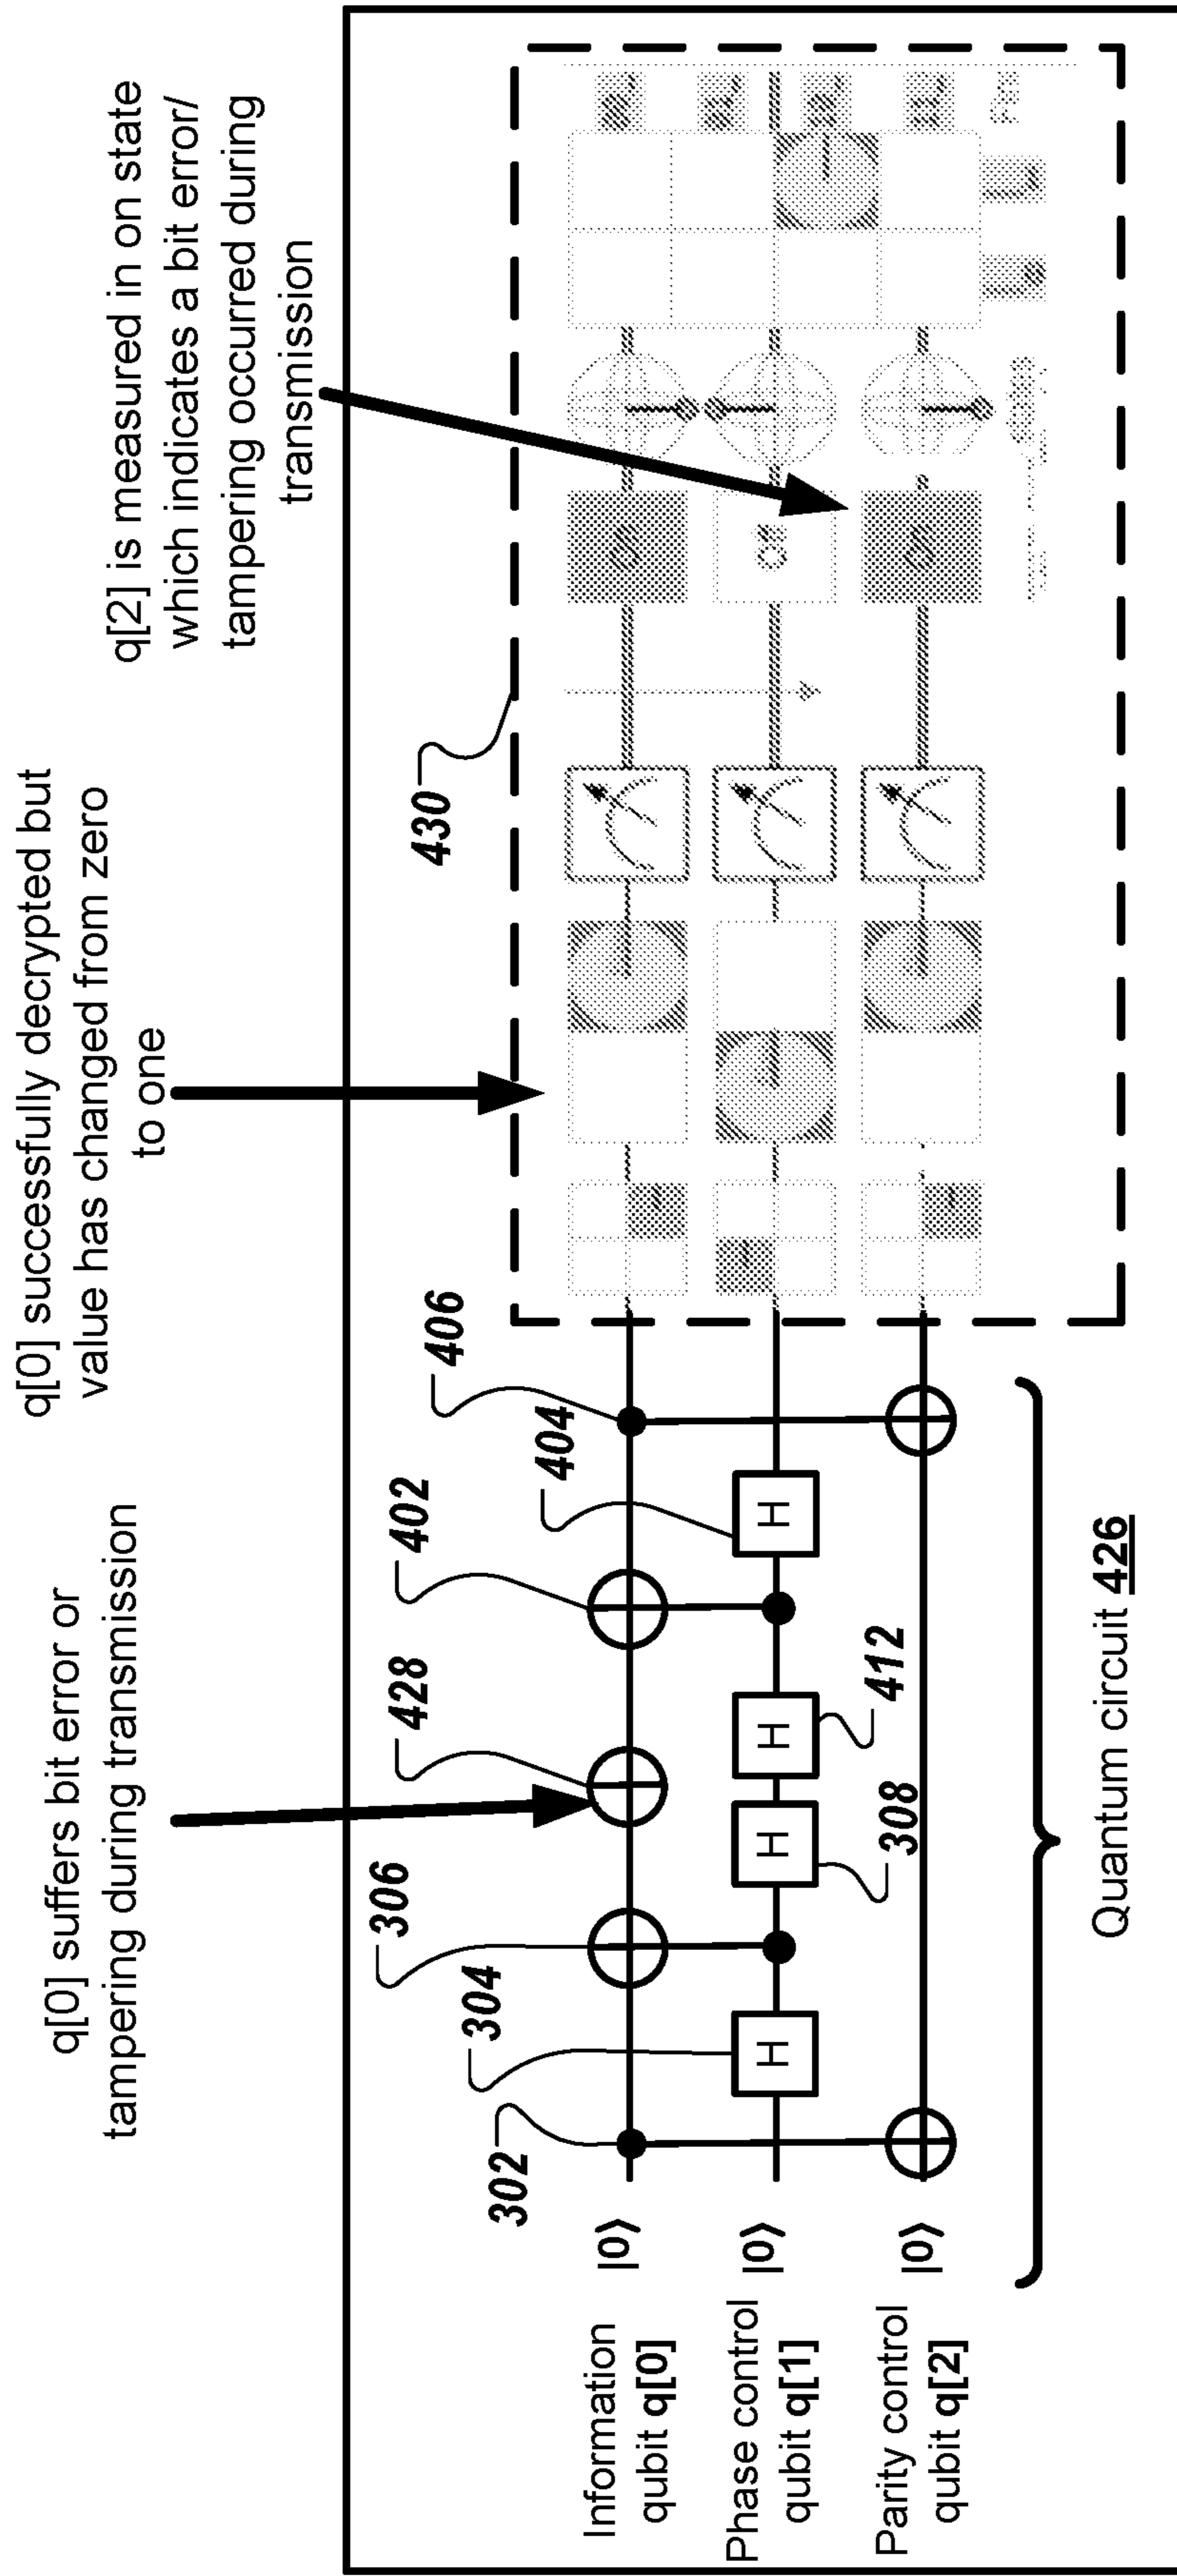 q[0] suffers bit error or
tampering during transmission
q[0] successfully decrypted but
value has changed from zero
to one
q[2] is measured in on state
which indicates a bit error/
tampering occurred during
transmission
302
304
306
308
428
412
402
404
406
430
Information
qubit q[0]
|0⟩
Phase control
qubit q[1]
|0⟩
H
H
H
H
Off
Parity control
qubit q[2]
|0⟩
Quantum circuit 426